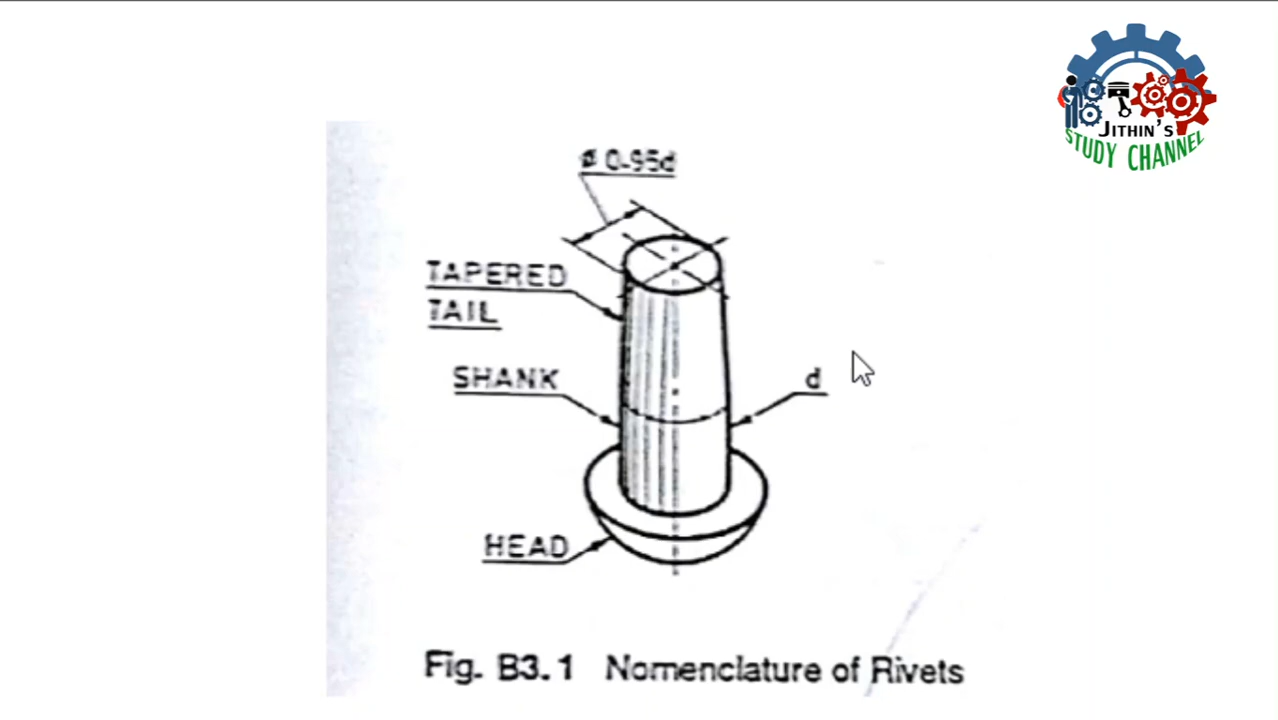 JITHIN'S
STUDY CHANNEL
ø 0.95d
TAPERED
TAIL
SHANK
d
HEAD
Fig. B3.1 Nomenclature of Rivets